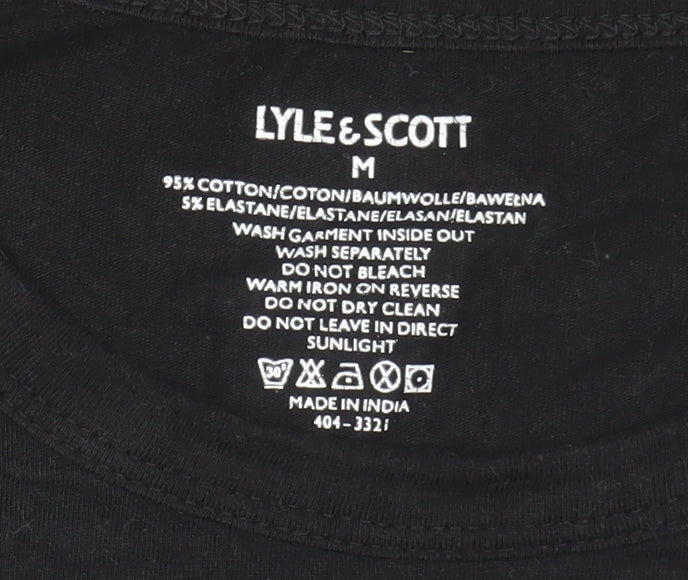 LYLE & SCOTT
M
95% COTTON/COTON/BAUMWOLLE/BAWEŁNA
5% ELASTANE/ELASTANE/ELASAN/ELASTAN
WASH GARMENT INSIDE OUT
WASH SEPARATELY
DO NOT BLEACH
WARM IRON ON REVERSE
DO NOT DRY CLEAN
DO NOT LEAVE IN DIRECT
SUNLIGHT
30°
MADE IN INDIA
404-3321